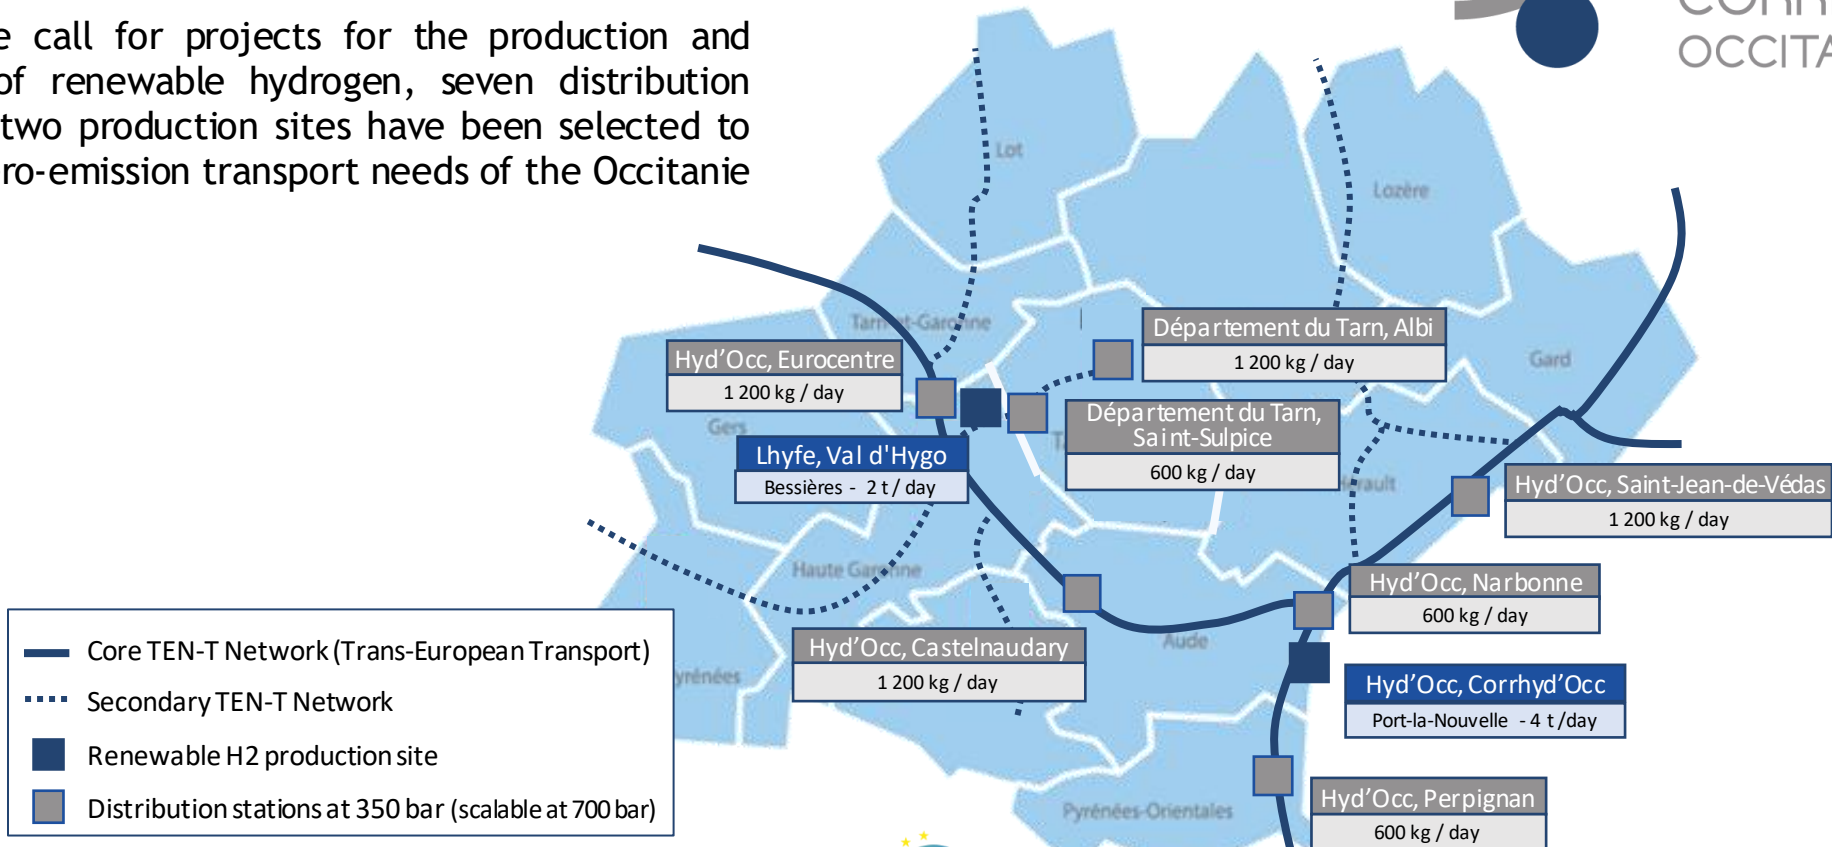 e call for projects for the production and
of renewable hydrogen, seven distribution
two production sites have been selected to
ro-emission transport needs of the Occitanie
OCCITA
Lot
Lozère
Tarn-et-Garonne
Département du Tarn, Albi
1 200 kg / day
Gard
Hyd'Occ, Eurocentre
1 200 kg / day
Gers
Département du Tarn,
Saint-Sulpice
600 kg / day
Lhyfe, Val d'Hygo
Bessières - 2 t / day
Hérault
Hyd'Occ, Saint-Jean-de-Védas
1 200 kg / day
Haute Garonne
Hyd'Occ, Narbonne
600 kg / day
Aude
Hyd'Occ, Castelnaudary
1 200 kg / day
yrénées
Hyd'Occ, Corrhyd'Occ
Port-la-Nouvelle - 4 t /day
Pyrénées-Orientales
Hyd'Occ, Perpignan
600 kg / day
Core TEN-T Network (Trans-European Transport)
Secondary TEN-T Network
Renewable H2 production site
Distribution stations at 350 bar (scalable at 700 bar)